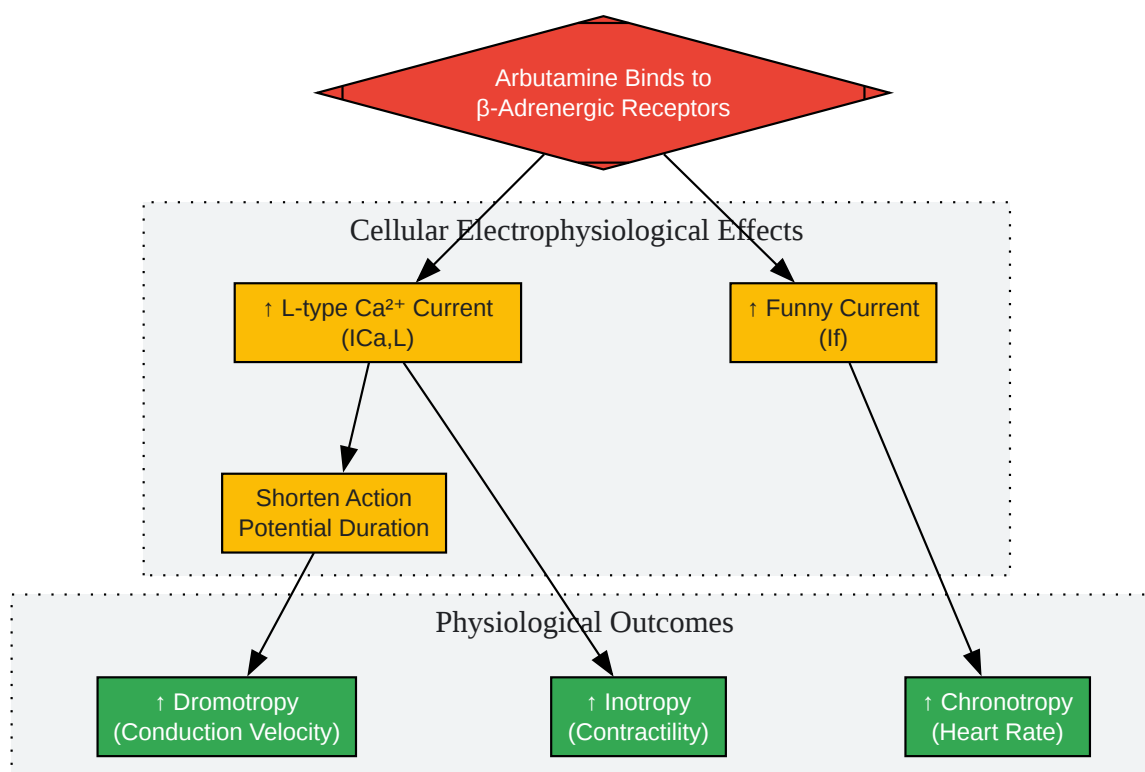 Arbutamine Binds to
β-Adrenergic Receptors
Cellular Electrophysiological Effects
↑ L-type Ca²⁺ Current
(ICa,L)
↑ Funny Current
(If)
Shorten Action
Potential Duration
Physiological Outcomes
↑ Dromotropy
(Conduction Velocity)
↑ Inotropy
(Contractility)
↑ Chronotropy
(Heart Rate)